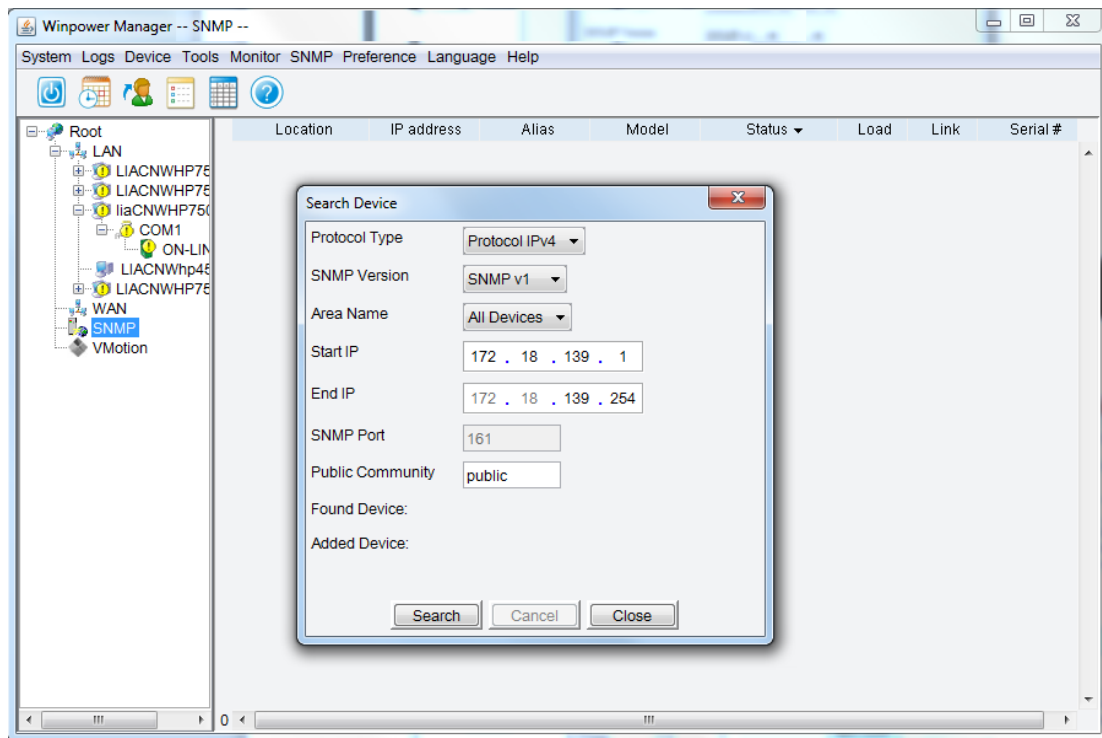 Winpower Manager -- SNMP --
System Logs Device Tools Monitor SNMP Preference Language Help
Location IP address Alias Model Status Load Link Serial #
Root
LAN
LIACNWHP75
LIACNWHP75
liaCNWHP750
COM1
ON-LIN
LIACNWhp45
LIACNWHP75
WAN
SNMP
VMotion
Search Device
Protocol Type Protocol IPv4
SNMP Version SNMP v1
Area Name All Devices
Start IP 172 . 18 . 139 . 1
End IP 172 . 18 . 139 . 254
SNMP Port 161
Public Community public
Found Device:
Added Device:
Search Cancel Close
0